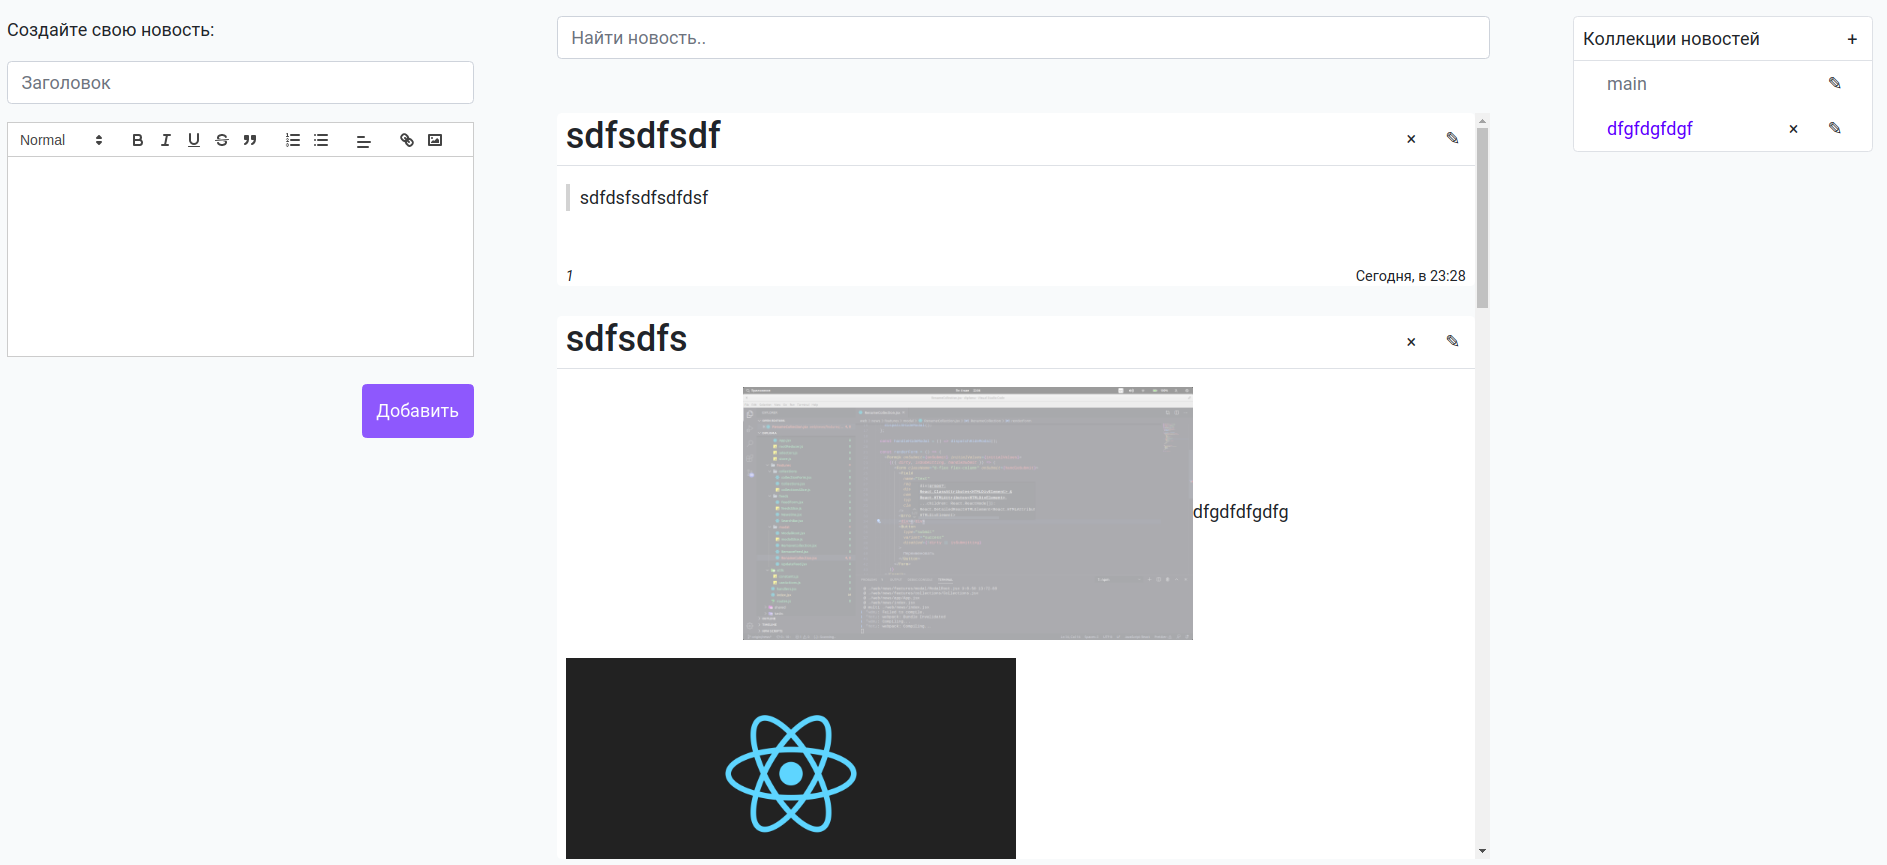 Создайте свою новость:
Заголовок
Normal
Добавить
Найти новость..
sdfsdfsdf
sdfdsfsdfsdfdsf
1
Сегодня, в 23:28
sdfsdfs
dfgdfdfgdfg
Коллекции новостей
+
main
dfgfdgfdgf